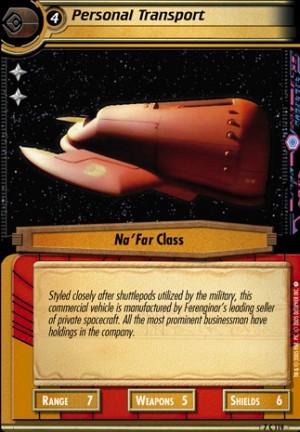 4 Personal Transport
Na'Far Class
Styled closely after shuttlepods utilized by the military, this
commercial vehicle is manufactured by Ferenginar's leading seller
of private spacecraft. All the most prominent businessman have
holdings in the company.
RANGE 7 WEAPONS 5 SHIELDS 6